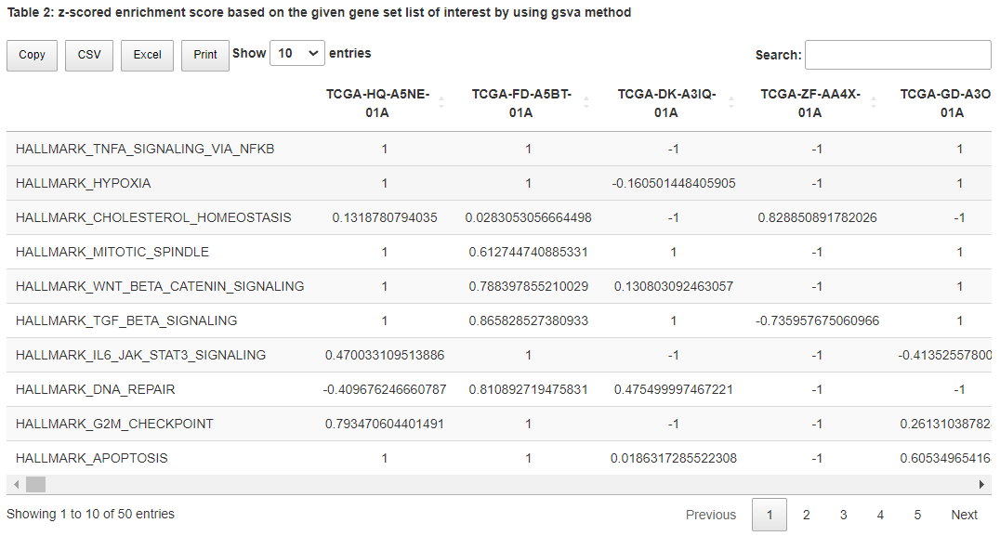 Table 2: z-scored enrichment score based on the given gene set list of interest by using gsva method
Copy CSV Excel Print Show 10 entries Search:
TCGA-HQ-A5NE- TCGA-FD-A5BT- TCGA-DK-A3IQ- TCGA-ZF-AA4X- TCGA-GD-A3O
01A 01A 01A 01A 01A
HALLMARK_TNFA_SIGNALING_VIA_NFKB 1 1 -1 -1 1
HALLMARK_HYPOXIA 1 1 -0.160501448405905 -1 1
HALLMARK_CHOLESTEROL_HOMEOSTASIS 0.1318780794035 0.0283053056664498 -1 0.828850891782026 -1
HALLMARK_MITOTIC_SPINDLE 1 0.612744740885331 1 -1 1
HALLMARK_WNT_BETA_CATENIN_SIGNALING 1 0.788397855210029 0.130803092463057 -1 1
HALLMARK_TGF_BETA_SIGNALING 1 0.865828527380933 1 -0.735957675060966 1
HALLMARK_IL6_JAK_STAT3_SIGNALING 0.470033109513886 1 -1 -1 -0.41352557800
HALLMARK_DNA_REPAIR -0.409676246660787 0.810892719475831 0.475499997467221 -1 -1
HALLMARK_G2M_CHECKPOINT 0.793470604401491 1 -1 -1 0.26131038782
HALLMARK_APOPTOSIS 1 1 0.0186317285522308 -1 0.60534965416
Showing 1 to 10 of 50 entries Previous 1 2 3 4 5 Next